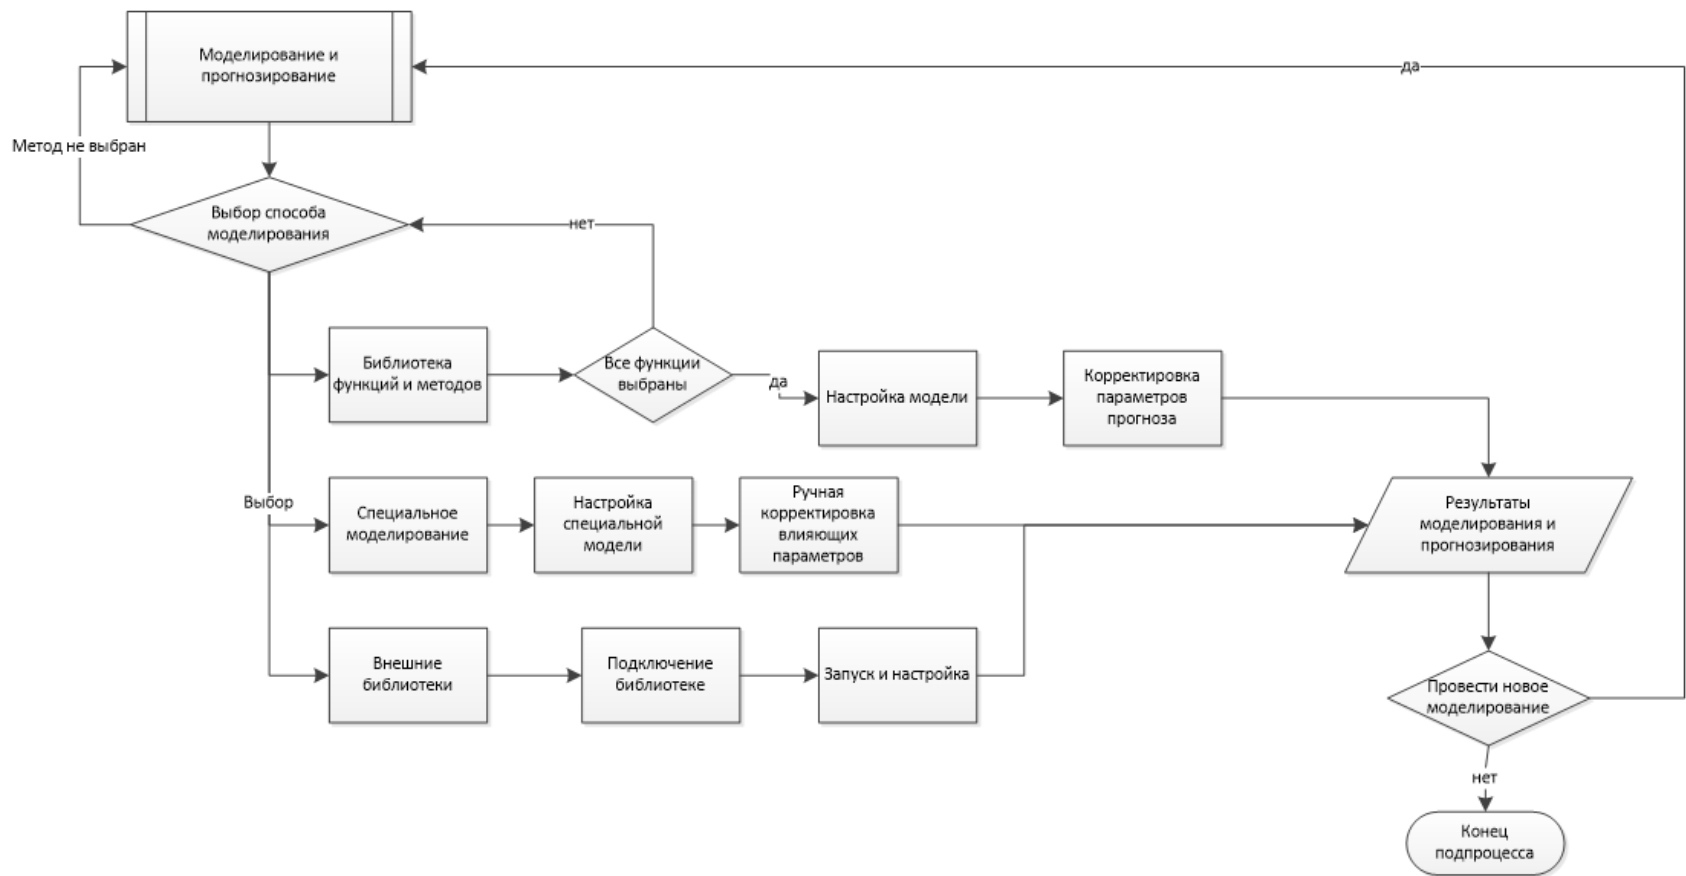 Моделирование и
прогнозирование
да
Метод не выбран
Выбор способа
моделирования
нет
Библиотека
функций и методов
Все функции
выбраны
да
Настройка модели
Корректировка
параметров
прогноза
Выбор
Специальное
моделирование
Настройка
специальной
модели
Ручная
корректировка
влияющих
параметров
Результаты
моделирования и
прогнозирования
Внешние
библиотеки
Подключение
библиотеке
Запуск и настройка
Провести новое
моделирование
нет
Конец
подпроцесса